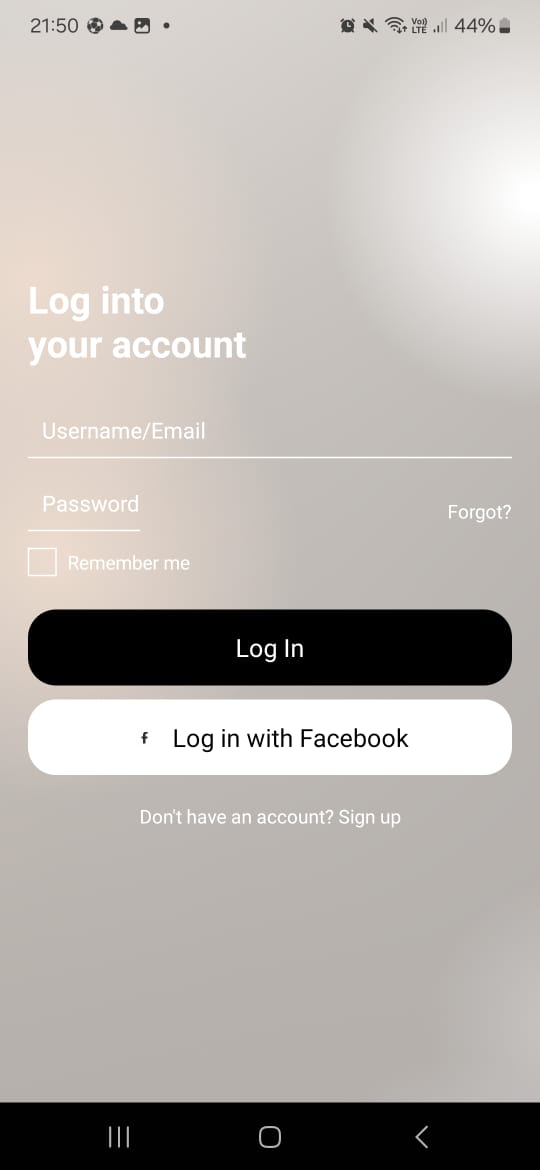 21:50
Vo)) LTE 44%
Log into
your account
Username/Email
Password
Forgot?
Remember me
Log In
f Log in with Facebook
Don't have an account? Sign up